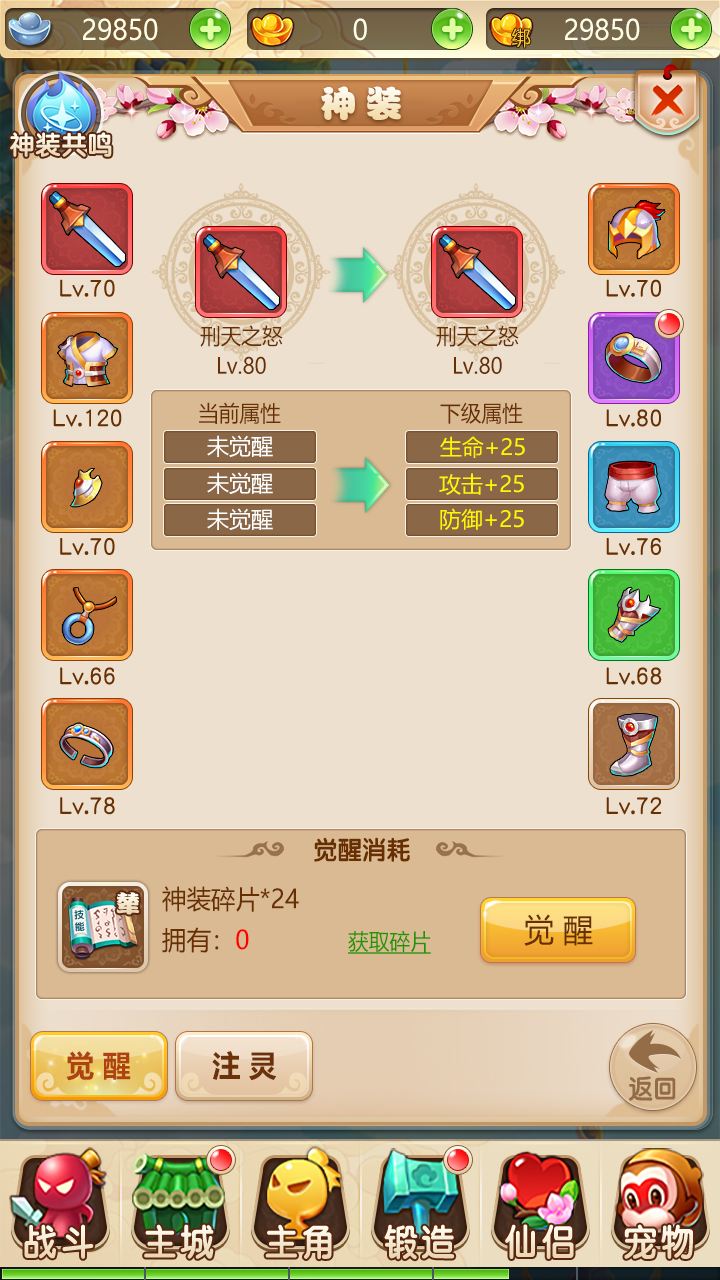 29850
0
绑
29850
神装
神装共鸣
Lv.70
Lv.70
刑天之怒
刑天之怒
Lv.80
Lv.80
Lv.120
Lv.80
当前属性
下级属性
未觉醒
生命+25
未觉醒
攻击+25
未觉醒
防御+25
Lv.70
Lv.76
Lv.66
Lv.68
Lv.78
Lv.72
觉醒消耗
技能
神装碎片*24
拥有：0
获取碎片
觉醒
觉醒
注灵
返回
战斗
主城
主角
锻造
仙侣
宠物